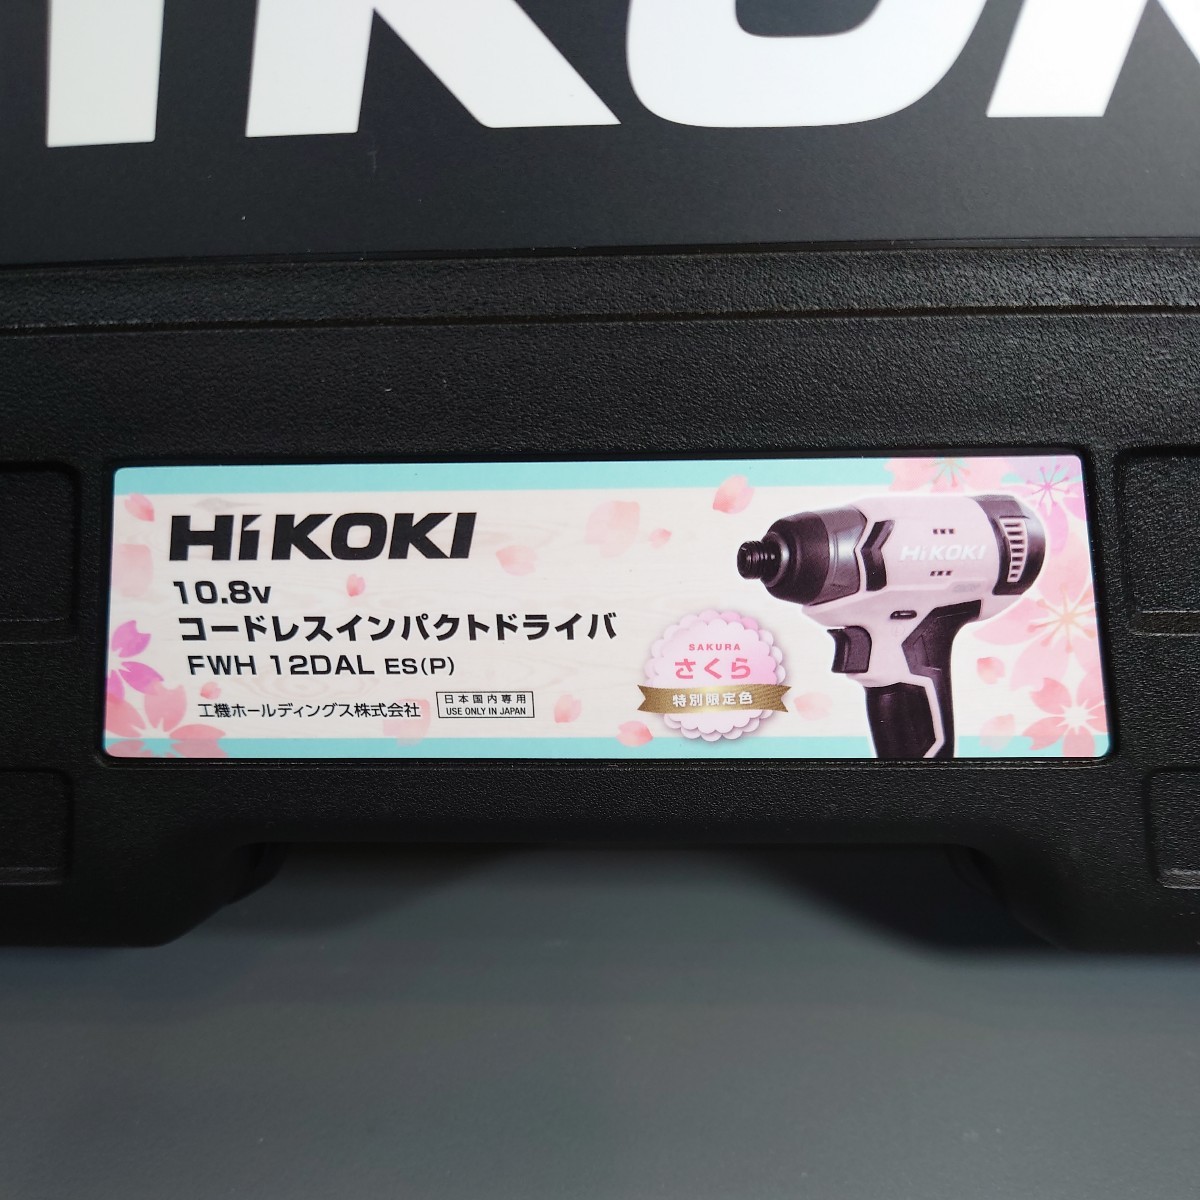 HiKOKI
HiKOKI
10.8v
コードレスインパクトドライバ
FWH 12DAL ES(P)
工機ホールディングス株式会社
日本国内専用
USE ONLY IN JAPAN
SAKURA
さくら
特別限定色
HiKOKI